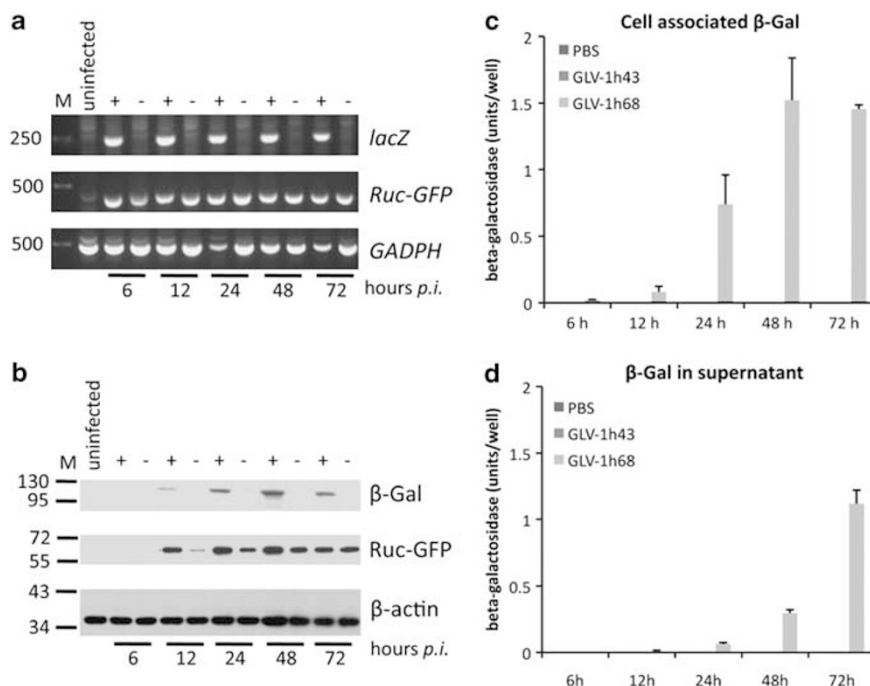 a
M uninfected + - + - + - + - + -
250 lacZ
500 Ruc-GFP
500 GADPH
6 12 24 48 72 hours p.i.
b
M uninfected + - + - + - + - + -
130
95 β-Gal
72
55 Ruc-GFP
43
34 β-actin
6 12 24 48 72 hours p.i.
c
Cell associated β-Gal
beta-galactosidase (units/well)
2
1.5
1
0.5
0
PBS
GLV-1h43
GLV-1h68
6 h 12 h 24 h 48 h 72 h
d
β-Gal in supernatant
beta-galactosidase (units/well)
2
1.5
1
0.5
0
PBS
GLV-1h43
GLV-1h68
6h 12h 24h 48h 72h